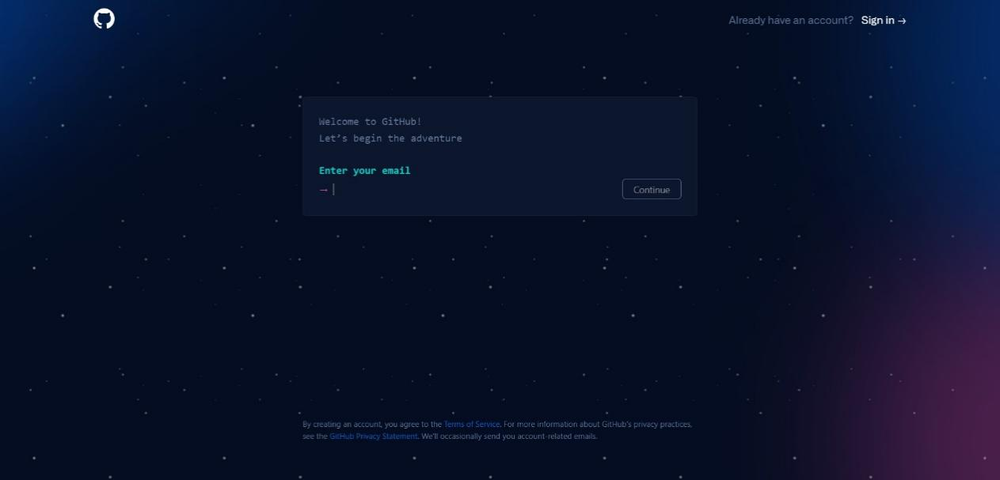 Already have an account? Sign in →
Welcome to GitHub!
Let’s begin the adventure
Enter your email
→
Continue
By creating an account, you agree to the Terms of Service. For more information about GitHub's privacy practices,
see the GitHub Privacy Statement. We'll occasionally send you account-related emails.